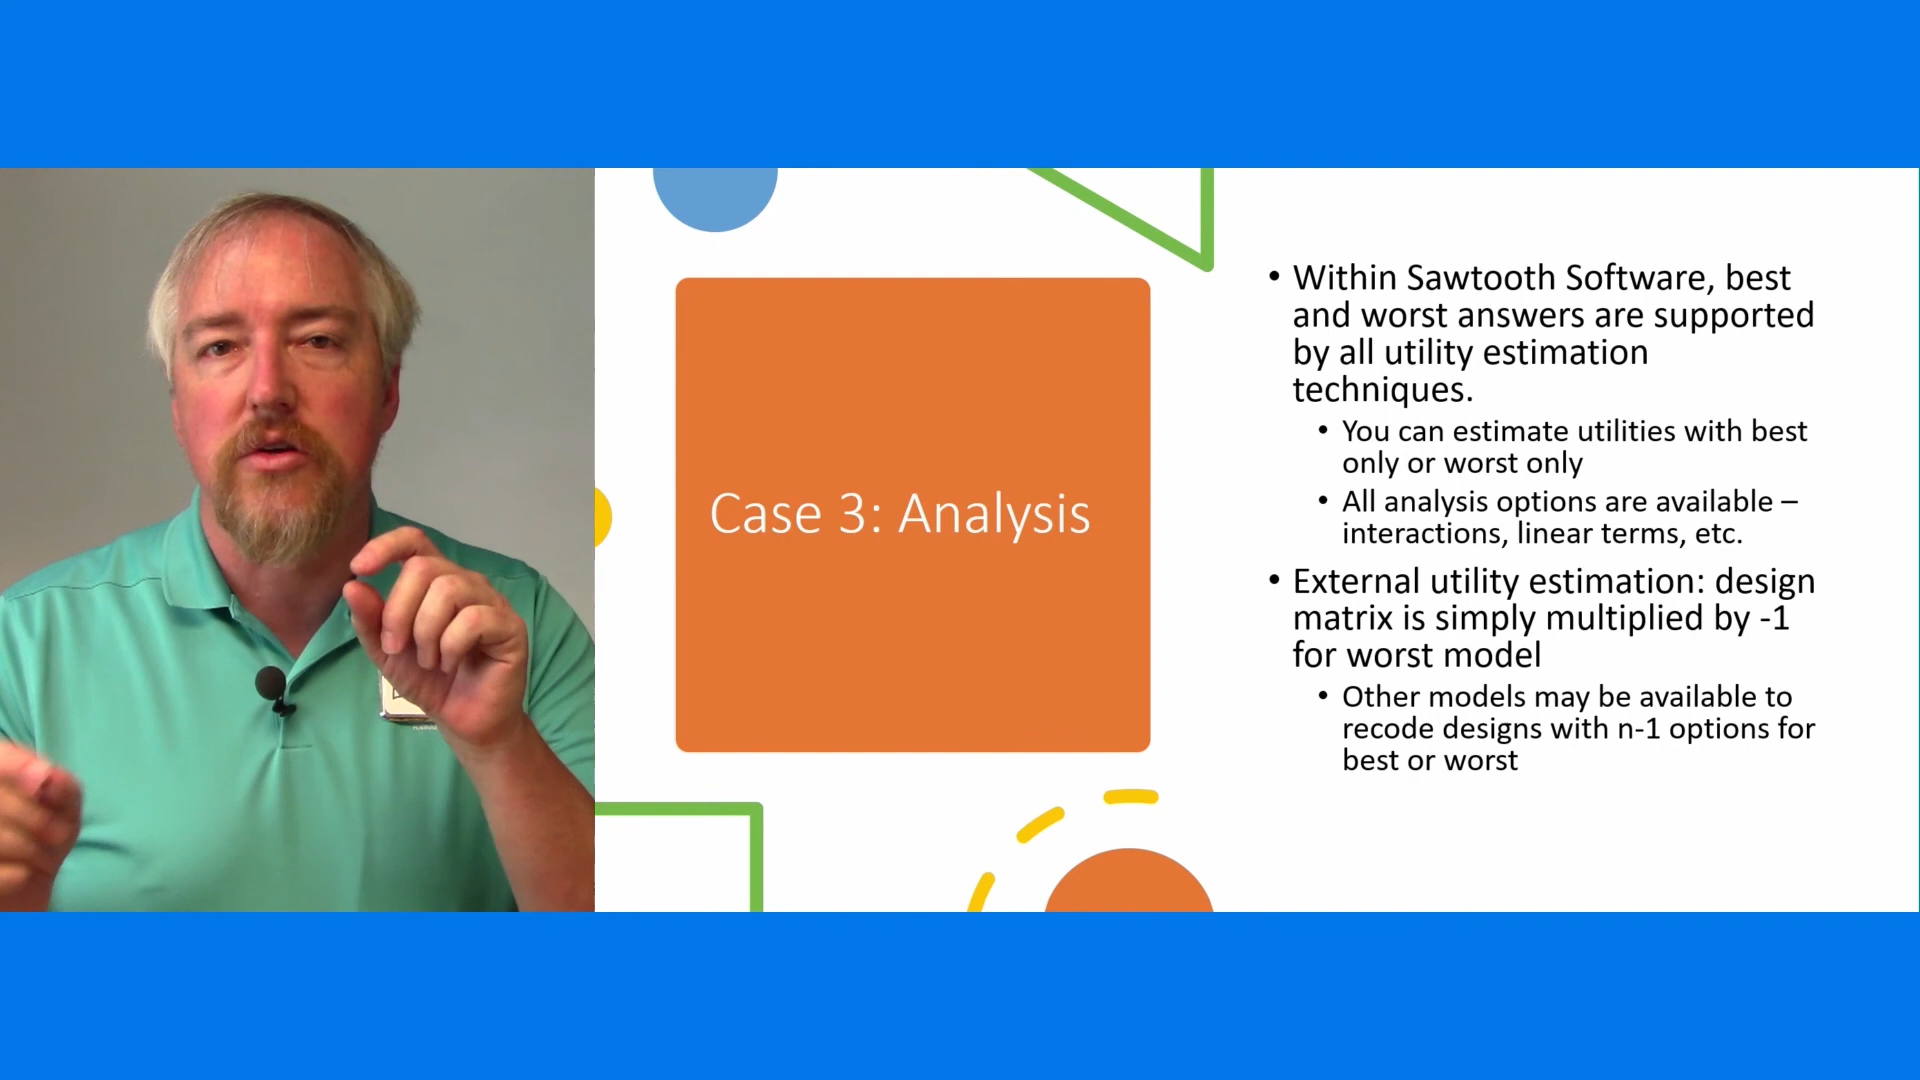 Case 3: Analysis
• Within Sawtooth Software, best
and worst answers are supported
by all utility estimation
techniques.
• You can estimate utilities with best
only or worst only
• All analysis options are available –
interactions, linear terms, etc.
• External utility estimation: design
matrix is simply multiplied by -1
for worst model
• Other models may be available to
recode designs with n-1 options for
best or worst